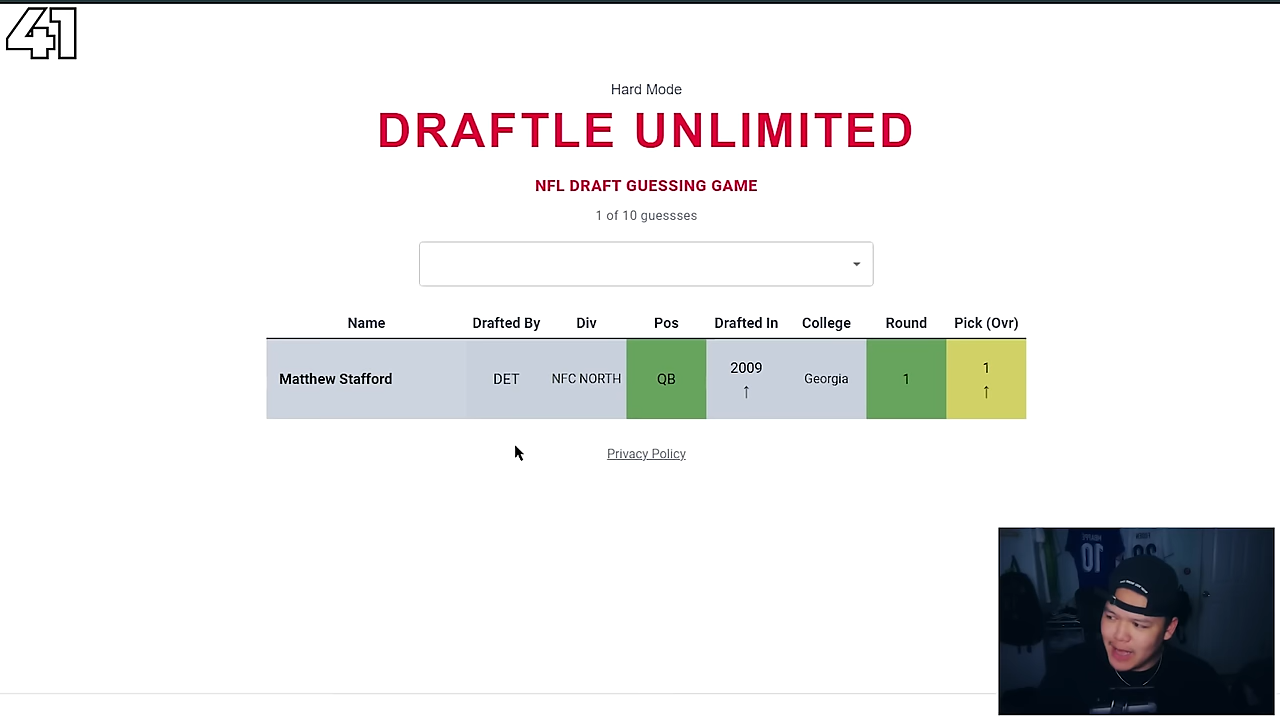 41
Hard Mode
DRAFTLE UNLIMITED
NFL DRAFT GUESSING GAME
1 of 10 guessses
Name Drafted By Div Pos Drafted In College Round Pick (Ovr)
Matthew Stafford DET NFC NORTH QB 2009 ↑ Georgia 1 1 ↑
Privacy Policy
10